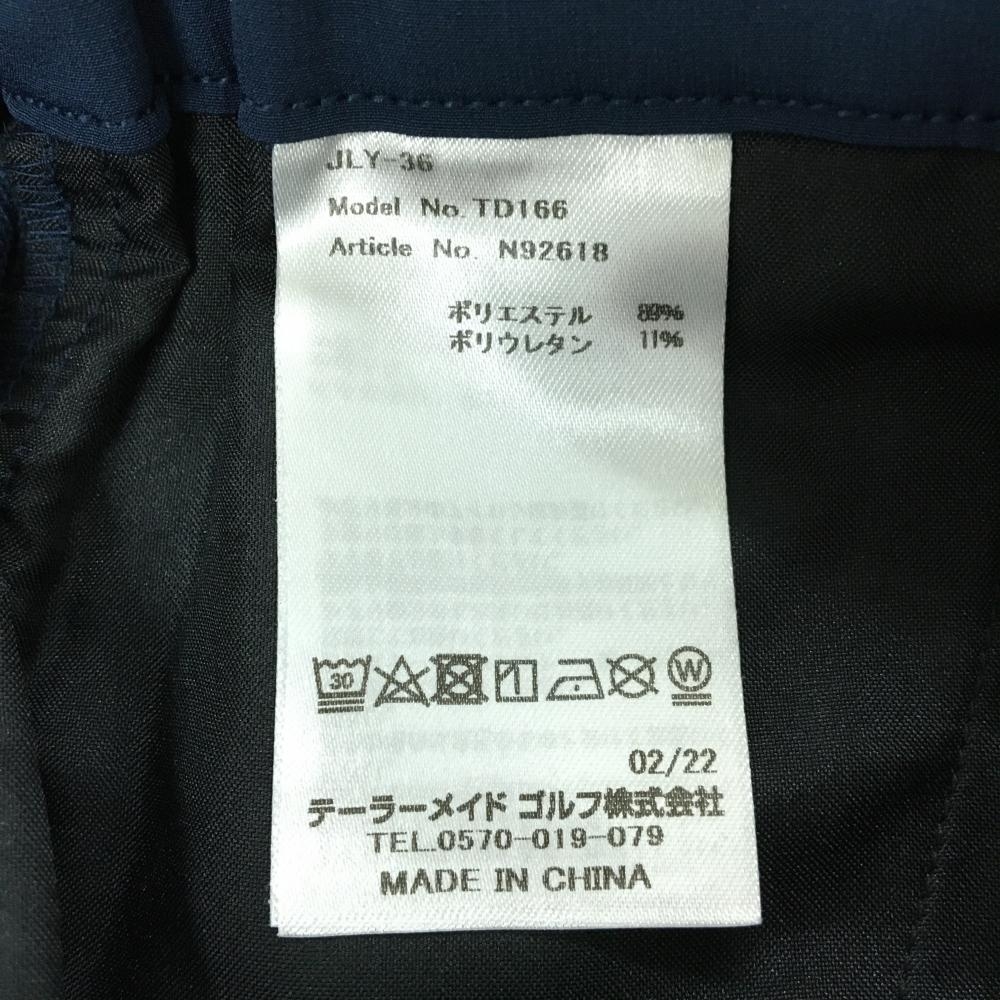 JLY-36
Model No. TD166
Article No. N92618
ポリエステル 89%
ポリウレタン 11%
30
W
02/22
テーラーメイド ゴルフ株式会社
TEL.0570-019-079
MADE IN CHINA